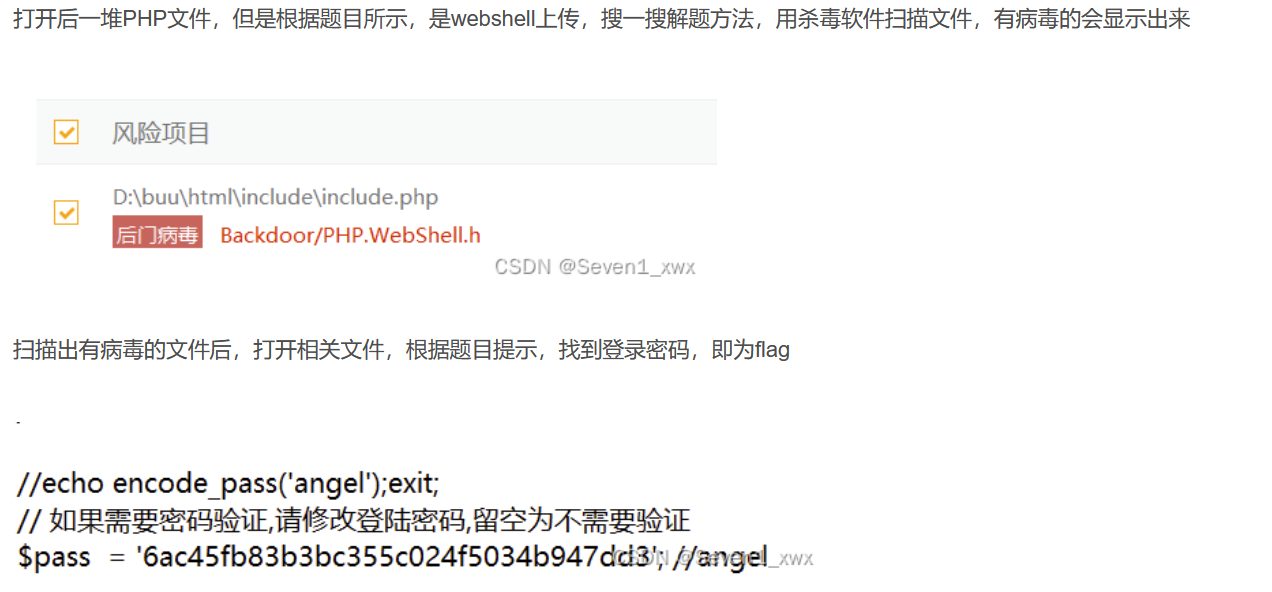 打开后一堆PHP文件，但是根据题目所示，是webshell上传，搜一搜解题方法，用杀毒软件扫描文件，有病毒的会显示出来
风险项目
D:\buu\html\include\include.php
后门病毒 Backdoor/PHP.WebShell.h
CSDN @Seven1_xwx
扫描出有病毒的文件后，打开相关文件，根据题目提示，找到登录密码，即为flag
.
//echo encode_pass('angel');exit;
// 如果需要密码验证,请修改登陆密码,留空为不需要验证
$pass = '6ac45fb83b3bc355c024f5034b947dd3'; //angel
CSDN @Seven1_xwx